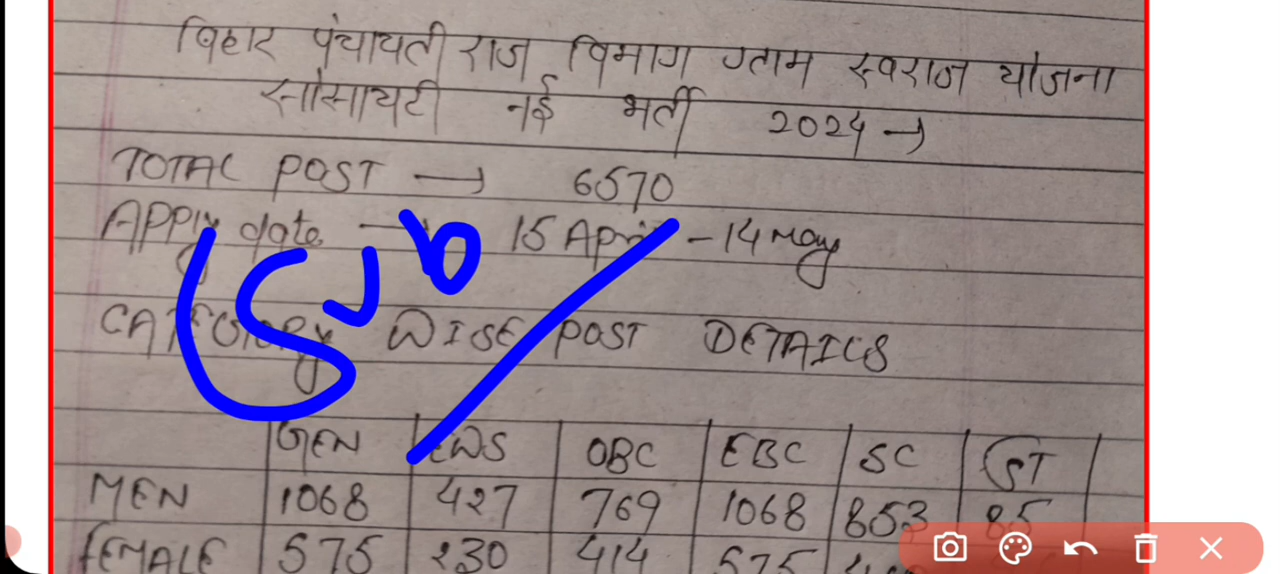 बिहार पंचायती राज विभाग ग्राम स्वराज योजना
सोसायटी नई भर्ती 2024 →
TOTAL POST → 6570
Apply date → 15 April - 14 May
CATEGORY WISE POST DETAILS
GEN EWS OBC EBC SC ST
MEN 1068 427 769 1068 853 85
FEMALE 575 230 414 575